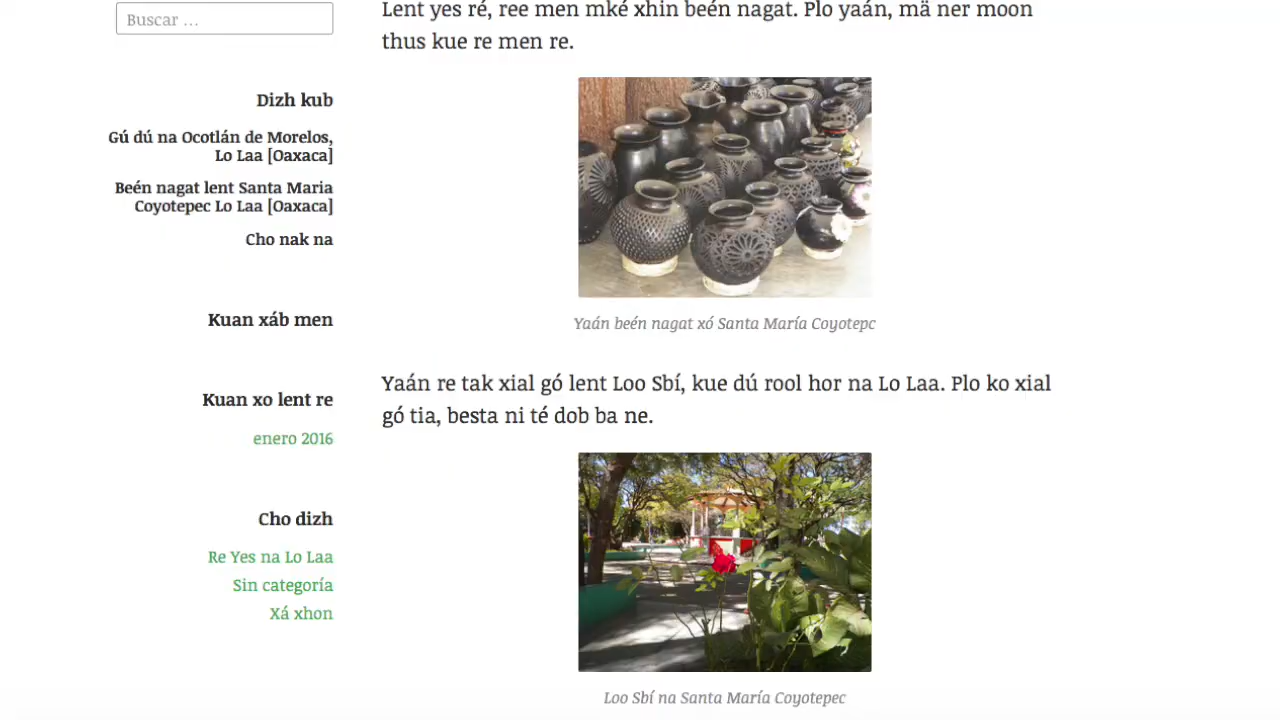 Buscar …
Dizh kub
Gú dú na Ocotlán de Morelos,
Lo Laa [Oaxaca]
Beén nagat lent Santa Maria
Coyotepec Lo Laa [Oaxaca]
Cho nak na
Kuan xáb men
Kuan xo lent re
enero 2016
Cho dizh
Re Yes na Lo Laa
Sin categoría
Xá xhon
Lent yes ré, ree men mké xhin beén nagat. Plo yaán, mä ner moon
thus kue re men re.
Yaán beén nagat xó Santa María Coyotepc
Yaán re tak xial gó lent Loo Sbí, kue dú rool hor na Lo Laa. Plo ko xial
gó tia, besta ni té dob ba ne.
Loo Sbí na Santa María Coyotepec